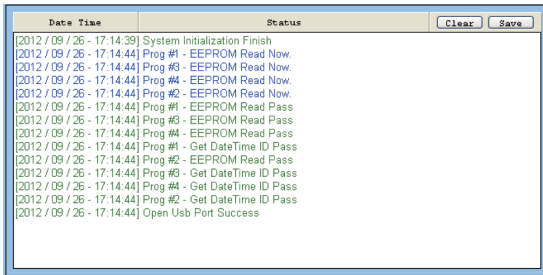 Date Time Status Clear Save
[2012 / 09 / 26 - 17:14:39] System Initialization Finish
[2012 / 09 / 26 - 17:14:44] Prog #1 - EEPROM Read Now.
[2012 / 09 / 26 - 17:14:44] Prog #3 - EEPROM Read Now.
[2012 / 09 / 26 - 17:14:44] Prog #4 - EEPROM Read Now.
[2012 / 09 / 26 - 17:14:44] Prog #2 - EEPROM Read Now.
[2012 / 09 / 26 - 17:14:44] Prog #1 - EEPROM Read Pass
[2012 / 09 / 26 - 17:14:44] Prog #3 - EEPROM Read Pass
[2012 / 09 / 26 - 17:14:44] Prog #4 - EEPROM Read Pass
[2012 / 09 / 26 - 17:14:44] Prog #1 - Get DateTime ID Pass
[2012 / 09 / 26 - 17:14:44] Prog #2 - EEPROM Read Pass
[2012 / 09 / 26 - 17:14:44] Prog #3 - Get DateTime ID Pass
[2012 / 09 / 26 - 17:14:44] Prog #4 - Get DateTime ID Pass
[2012 / 09 / 26 - 17:14:44] Prog #2 - Get DateTime ID Pass
[2012 / 09 / 26 - 17:14:44] Open Usb Port Success